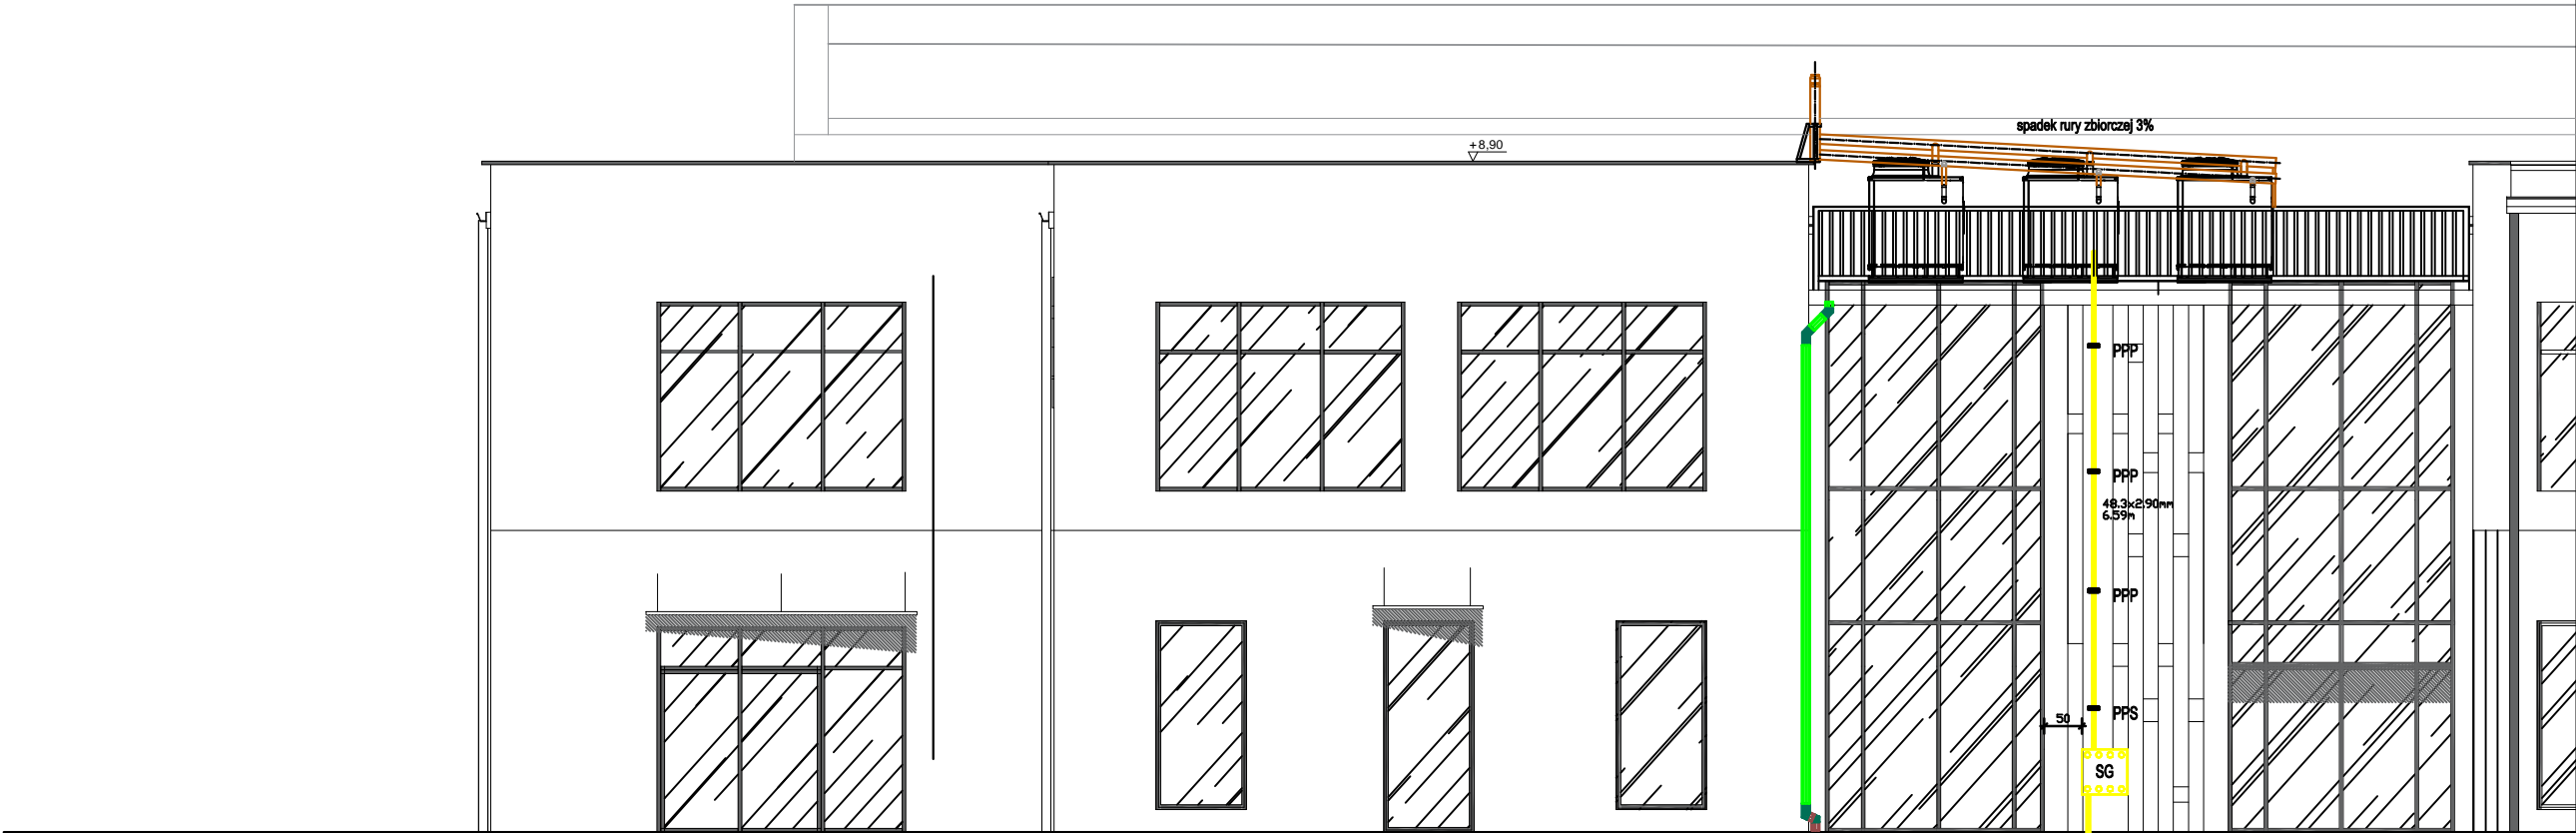 spadek rury zbiorczej 3%
+8,90
PPP
PPP
48.3x2.90mm
6.59m
PPP
PPS
50
SG